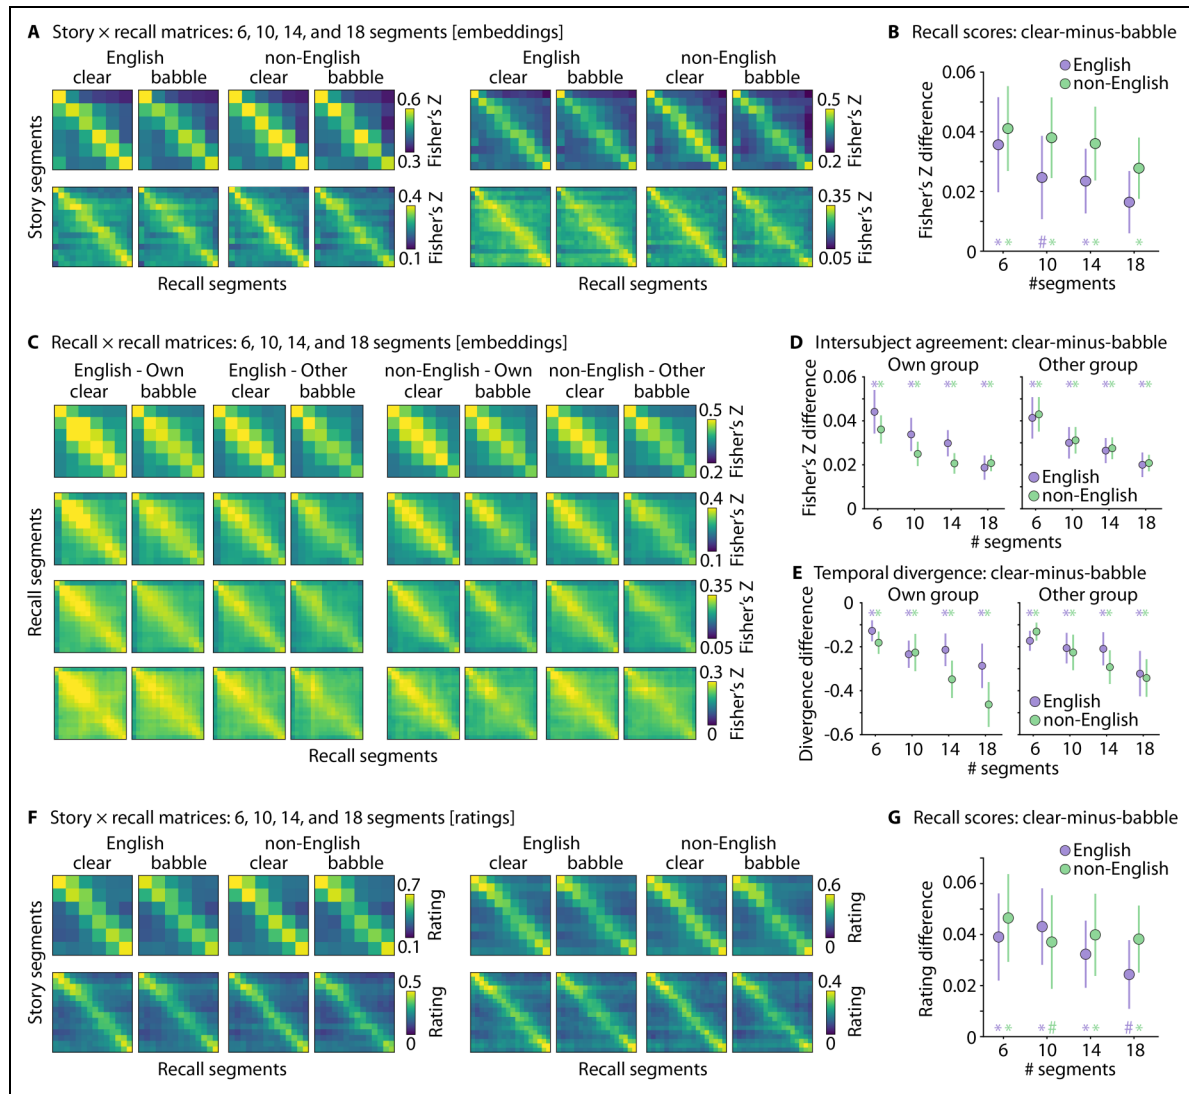 A Story × recall matrices: 6, 10, 14, and 18 segments [embeddings]
English non-English English non-English
clear babble clear babble clear babble clear babble
Story segments
0.6
0.3
Fisher's Z
0.5
0.2
Fisher's Z
0.4
0.1
Fisher's Z
0.35
0.05
Fisher's Z
Recall segments Recall segments
B Recall scores: clear-minus-babble
English
non-English
Fisher's Z difference
0.06
0.04
0.02
0
* * # * * * *
6 10 14 18
#segments
C Recall × recall matrices: 6, 10, 14, and 18 segments [embeddings]
English - Own English - Other non-English - Own non-English - Other
clear babble clear babble clear babble clear babble
Recall segments
0.5
0.2
Fisher's Z
0.4
0.1
Fisher's Z
0.35
0.05
Fisher's Z
0.3
0
Fisher's Z
Recall segments
D Intersubject agreement: clear-minus-babble
Own group Other group
Fisher's Z difference
0.06
0.04
0.02
0
** ** ** ** ** ** ** **
English
non-English
6 10 14 18 6 10 14 18
# segments
E Temporal divergence: clear-minus-babble
Own group Other group
Divergence difference
0
-0.2
-0.4
-0.6
** ** ** ** ** ** ** **
English
non-English
6 10 14 18 6 10 14 18
# segments
F Story × recall matrices: 6, 10, 14, and 18 segments [ratings]
English non-English English non-English
clear babble clear babble clear babble clear babble
Story segments
0.7
0.1
Rating
0.6
0
Rating
0.5
0
Rating
0.4
0
Rating
Recall segments Recall segments
G Recall scores: clear-minus-babble
English
non-English
Rating difference
0.06
0.04
0.02
0
* * * # * * # *
6 10 14 18
# segments